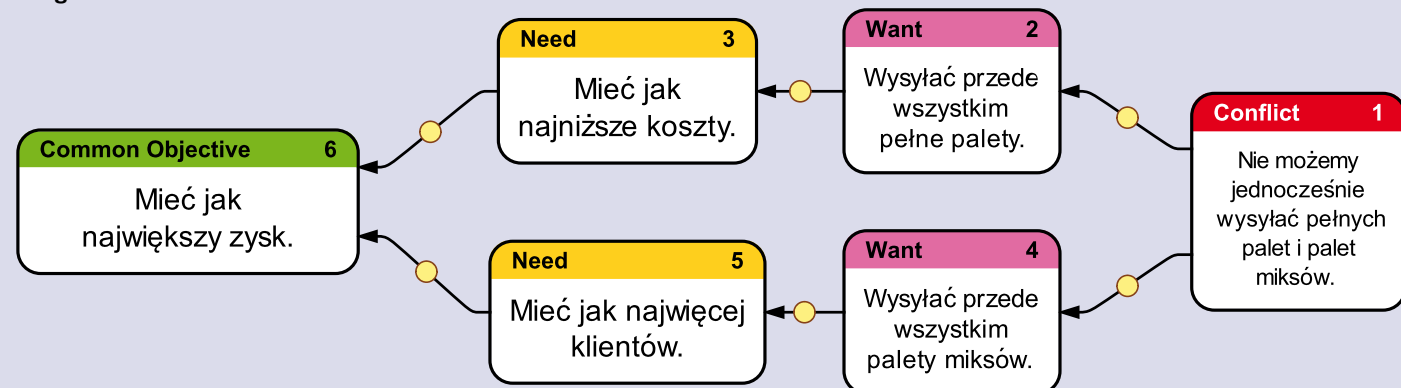 Need 3
Mieć jak
najniższe koszty.
Want 2
Wysyłać przede
wszystkim
pełne palety.
Conflict 1
Nie możemy
jednocześnie
wysyłać pełnych
palet i palet
miksów.
Common Objective 6
Mieć jak
największy zysk.
Need 5
Mieć jak najwięcej
klientów.
Want 4
Wysyłać przede
wszystkim
palety miksów.